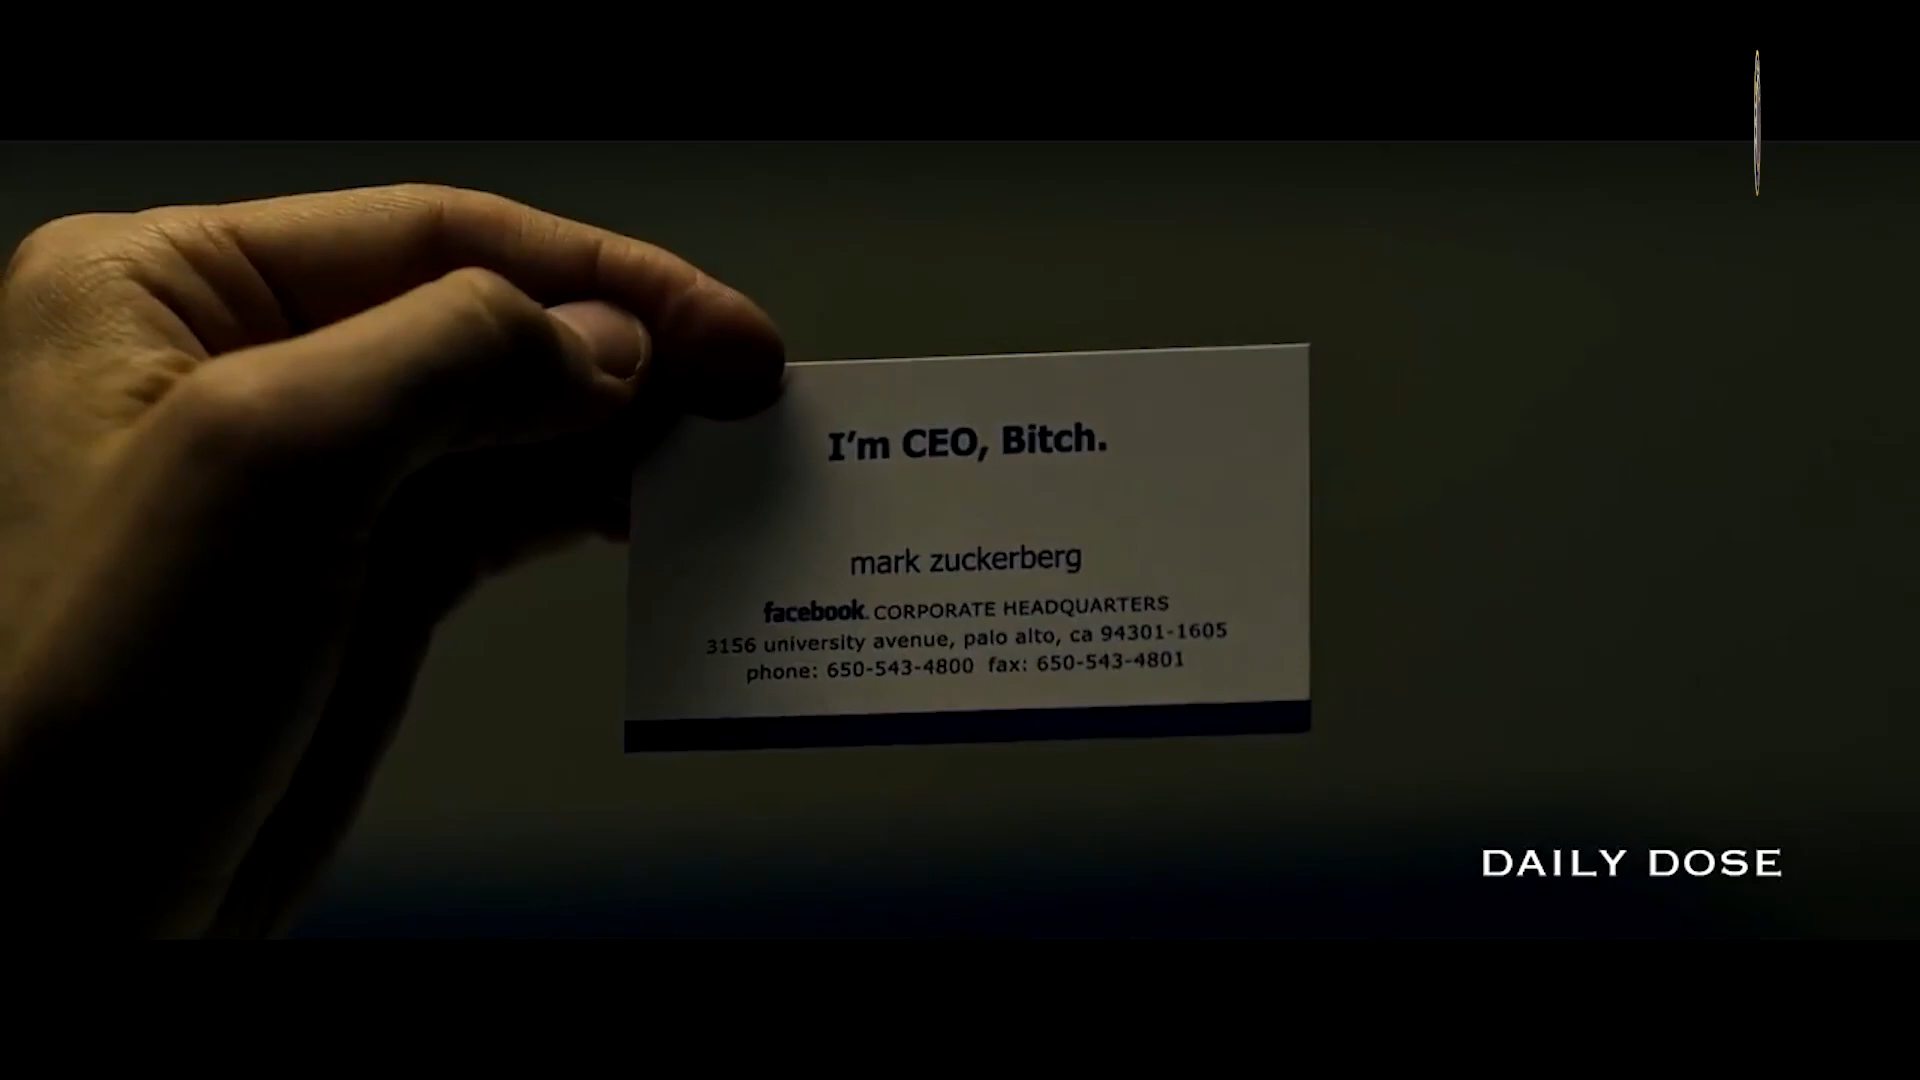 I'm CEO, Bitch.
mark zuckerberg
facebook. CORPORATE HEADQUARTERS
3156 university avenue, palo alto, ca 94301-1605
phone: 650-543-4800 fax: 650-543-4801
DAILY DOSE